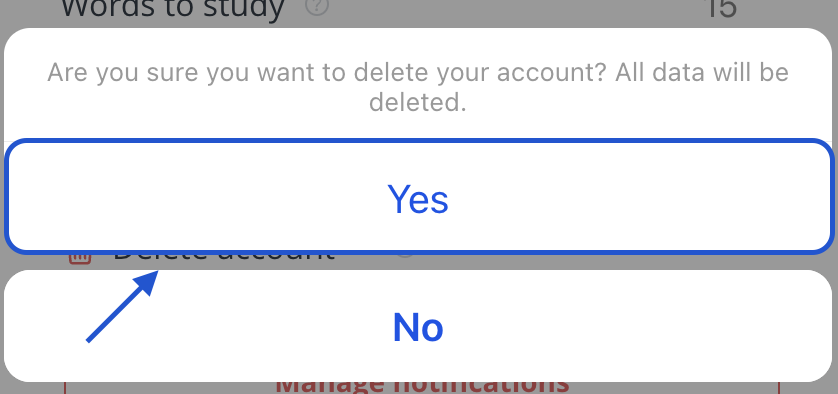 Words to study ? 15
Are you sure you want to delete your account? All data will be
deleted.
Yes
Delete account
No
Manage notifications